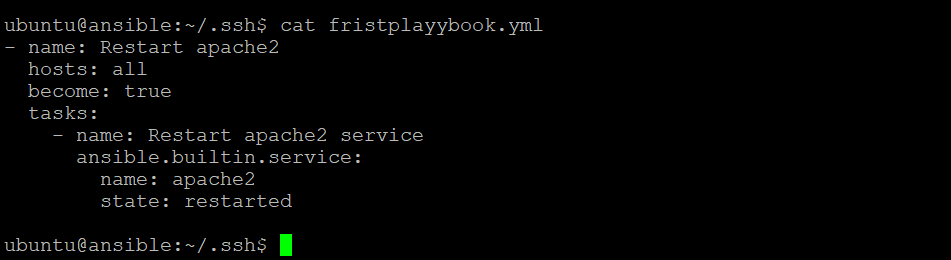 ubuntu@ansible:~/.ssh$ cat fristplayybook.yml
- name: Restart apache2
  hosts: all
  become: true
  tasks:
    - name: Restart apache2 service
      ansible.builtin.service:
        name: apache2
        state: restarted
ubuntu@ansible:~/.ssh$